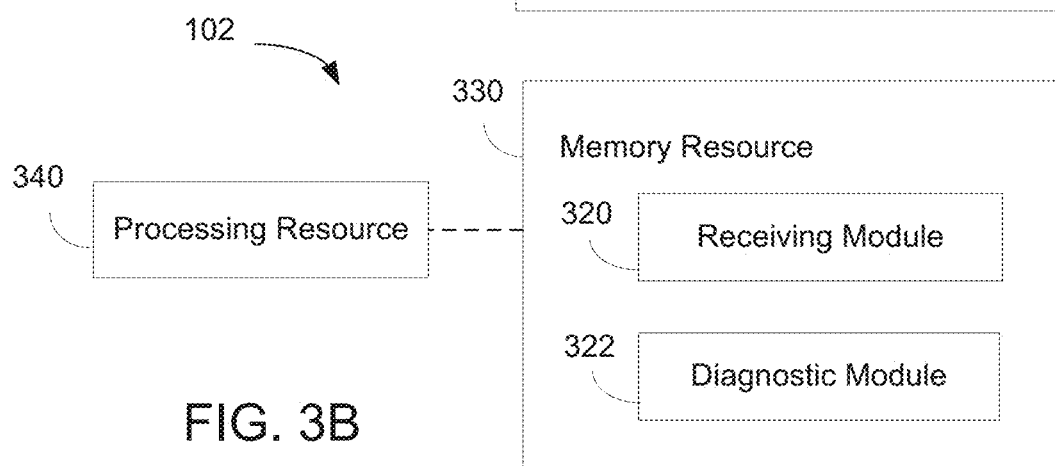 102
330
Memory Resource
340
Processing Resource
320
Receiving Module
322
Diagnostic Module
FIG. 3B